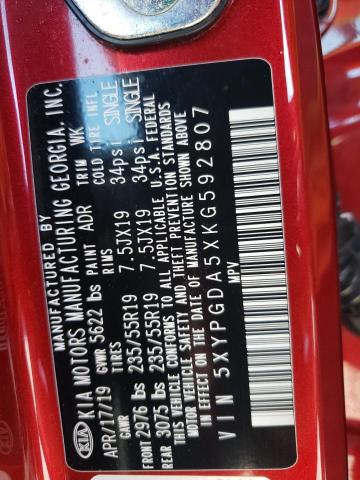 MANUFACTURED BY
KIA KIA MOTORS MANUFACTURING GEORGIA, INC.
APR/17/19 GVWR 5622 lbs PAINT ADR TRIM WK
GAWR TIRES RIMS COLD TIRE INFL.
FRONT 2976 lbs 235/55R19 7.5JX19 34psi SINGLE
REAR 3075 lbs 235/55R19 7.5JX19 34psi SINGLE
THIS VEHICLE CONFORMS TO ALL APPLICABLE U.S.A FEDERAL
MOTOR VEHICLE SAFETY AND THEFT PREVENTION STANDARDS
IN EFFECT ON THE DATE OF MANUFACTURE SHOWN ABOVE
VIN 5XYPGDA5XKG592807
MPV